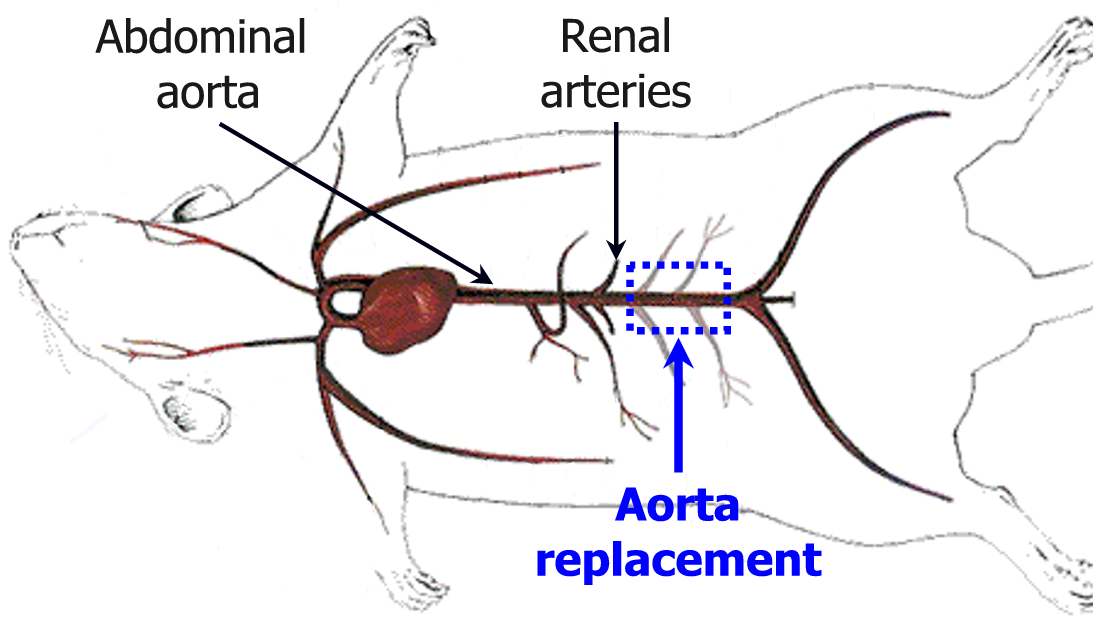 Abdominal
aorta
Renal
arteries
Aorta
replacement